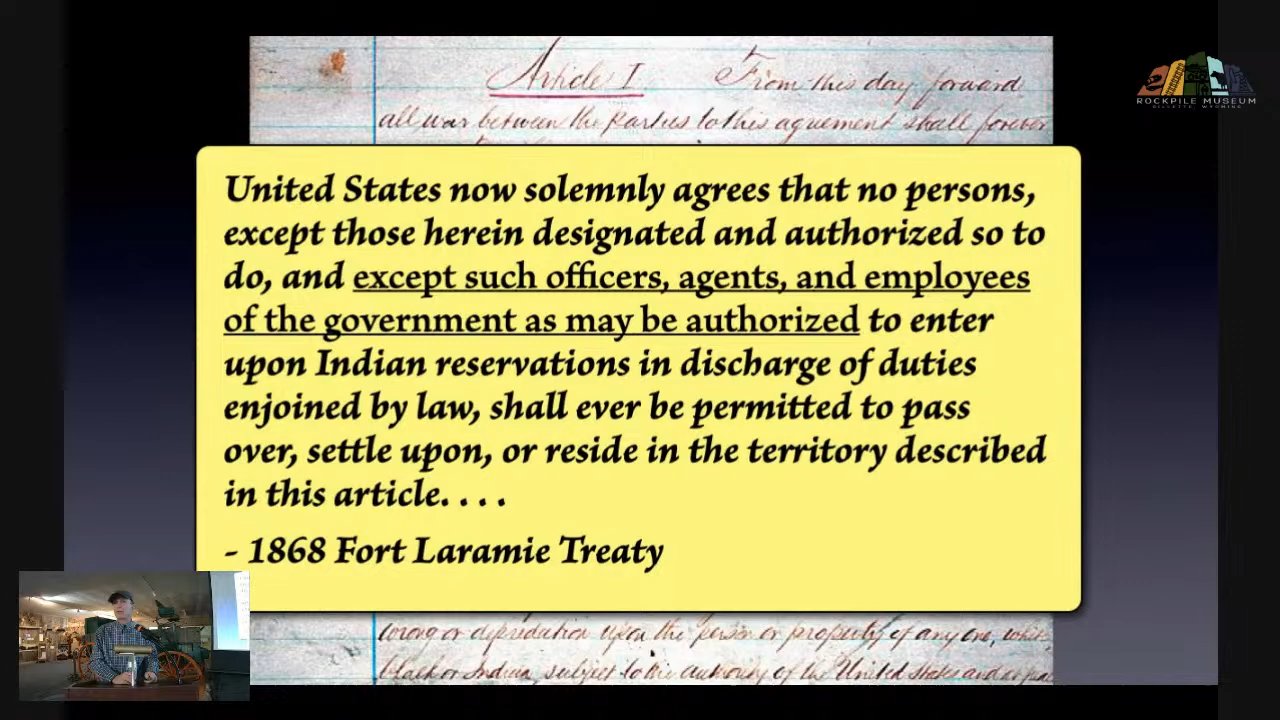 Article I. From this day forward
all war between the Parties to this agreement shall forever
ROCKPILE MUSEUM
GILLETTE, WYOMING
United States now solemnly agrees that no persons,
except those herein designated and authorized so to
do, and except such officers, agents, and employees
of the government as may be authorized to enter
upon Indian reservations in discharge of duties
enjoined by law, shall ever be permitted to pass
over, settle upon, or reside in the territory described
in this article. . . .
- 1868 Fort Laramie Treaty
wrong or depredation upon the person or property of any one, white
black or Indian, subject to the authority of the United States and at peace